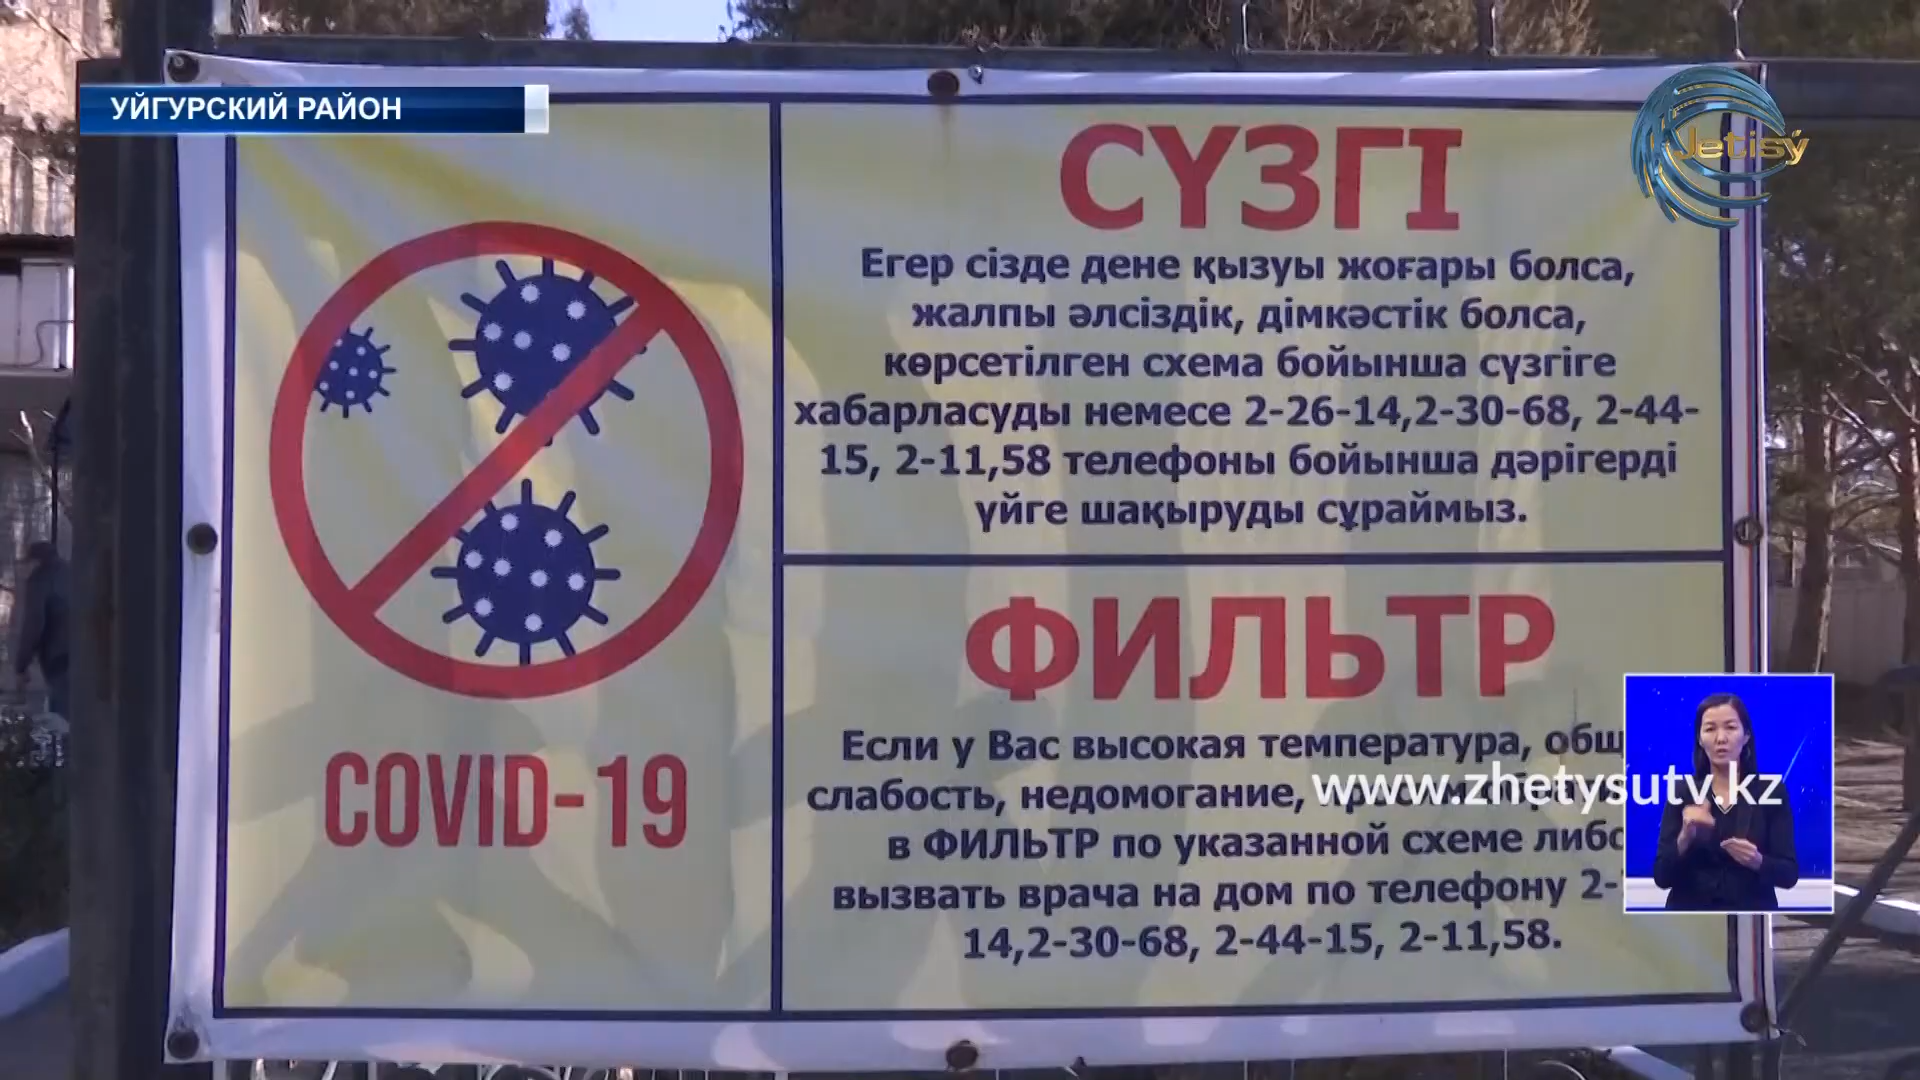 УЙГУРСКИЙ РАЙОН
Jetisý
СҮЗГІ
Егер сізде дене қызуы жоғары болса,
жалпы әлсіздік, дімкәстік болса,
көрсетілген схема бойынша сүзгіге
хабарласуды немесе 2-26-14,2-30-68, 2-44-
15, 2-11,58 телефоны бойынша дәрігерді
үйге шақыруды сұраймыз.
ФИЛЬТР
Если у Вас высокая температура,
слабость, недомогание,
www.zhetysutv.kz
в ФИЛЬТР по указанной схеме либо
вызвать врача на дом по телефону 2-
14,2-30-68, 2-44-15, 2-11,58.
COVID-19